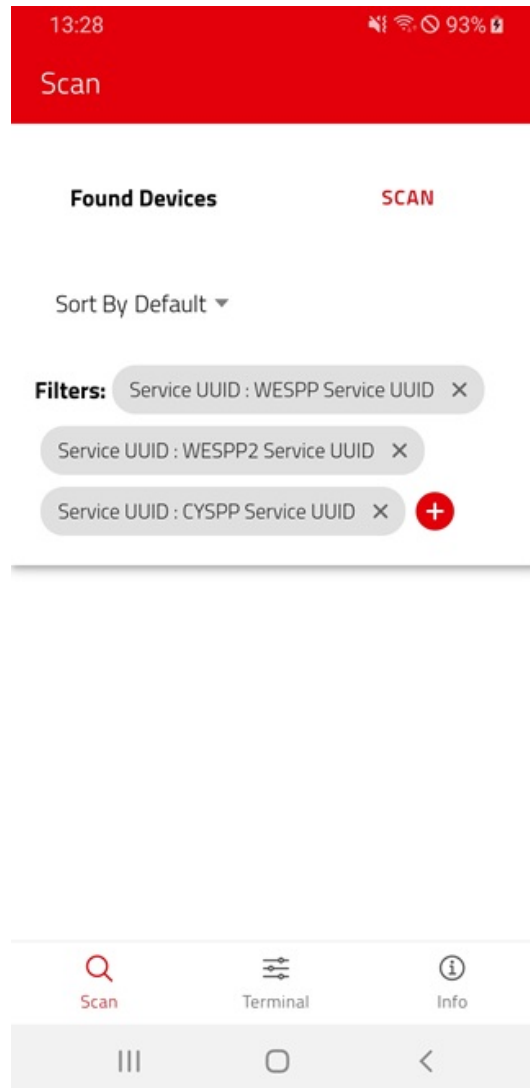 13:28 93%
Scan
Found Devices SCAN
Sort By Default
Filters: Service UUID : WESPP Service UUID ✕
Service UUID : WESPP2 Service UUID ✕
Service UUID : CYSPP Service UUID ✕ +
Scan Terminal Info